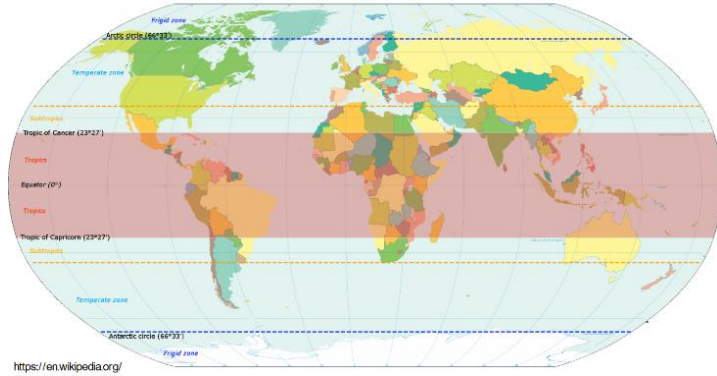 Frigid zone
Arctic circle (66°33')
Temperate zone
Subtropics
Tropic of Cancer (23°27')
Tropics
Equator (0°)
Tropics
Tropic of Capricorn (23°27')
Subtropics
Temperate zone
Antarctic circle (66°33')
Frigid zone
https://en.wikipedia.org/